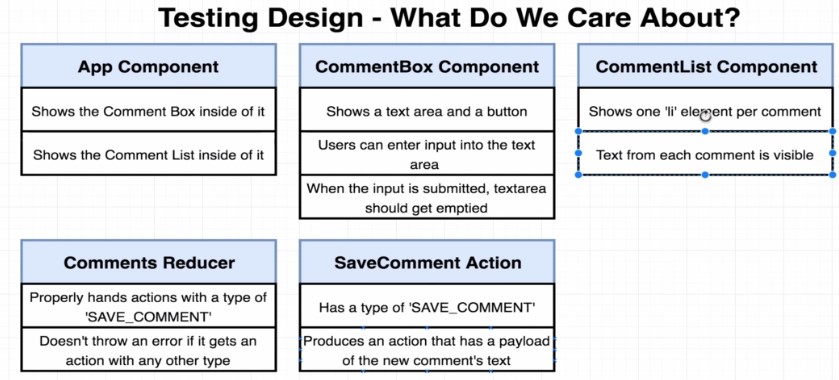 Testing Design - What Do We Care About?
App Component
Shows the Comment Box inside of it
Shows the Comment List inside of it
CommentBox Component
Shows a text area and a button
Users can enter input into the text
area
When the input is submitted, textarea
should get emptied
CommentList Component
Shows one 'li' element per comment
Text from each comment is visible
Comments Reducer
Properly hands actions with a type of
'SAVE_COMMENT'
Doesn't throw an error if it gets an
action with any other type
SaveComment Action
Has a type of 'SAVE_COMMENT'
Produces an action that has a payload
of the new comment's text